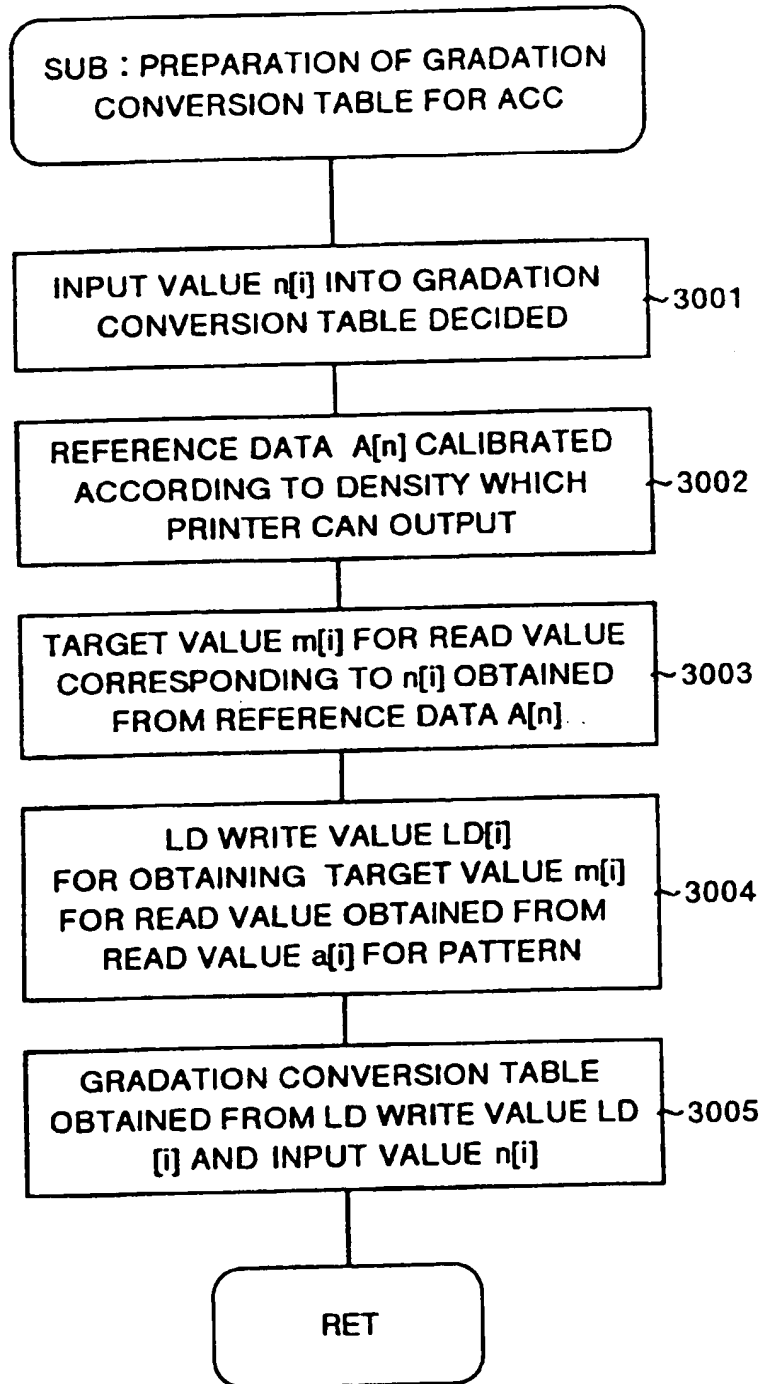 SUB : PREPARATION OF GRADATION
CONVERSION TABLE FOR ACC
INPUT VALUE n[i] INTO GRADATION
CONVERSION TABLE DECIDED
3001
REFERENCE DATA A[n] CALIBRATED
ACCORDING TO DENSITY WHICH
PRINTER CAN OUTPUT
3002
TARGET VALUE m[i] FOR READ VALUE
CORRESPONDING TO n[i] OBTAINED
FROM REFERENCE DATA A[n]
3003
LD WRITE VALUE LD[i]
FOR OBTAINING TARGET VALUE m[i]
FOR READ VALUE OBTAINED FROM
READ VALUE a[i] FOR PATTERN
3004
GRADATION CONVERSION TABLE
OBTAINED FROM LD WRITE VALUE LD
[i] AND INPUT VALUE n[i]
3005
RET